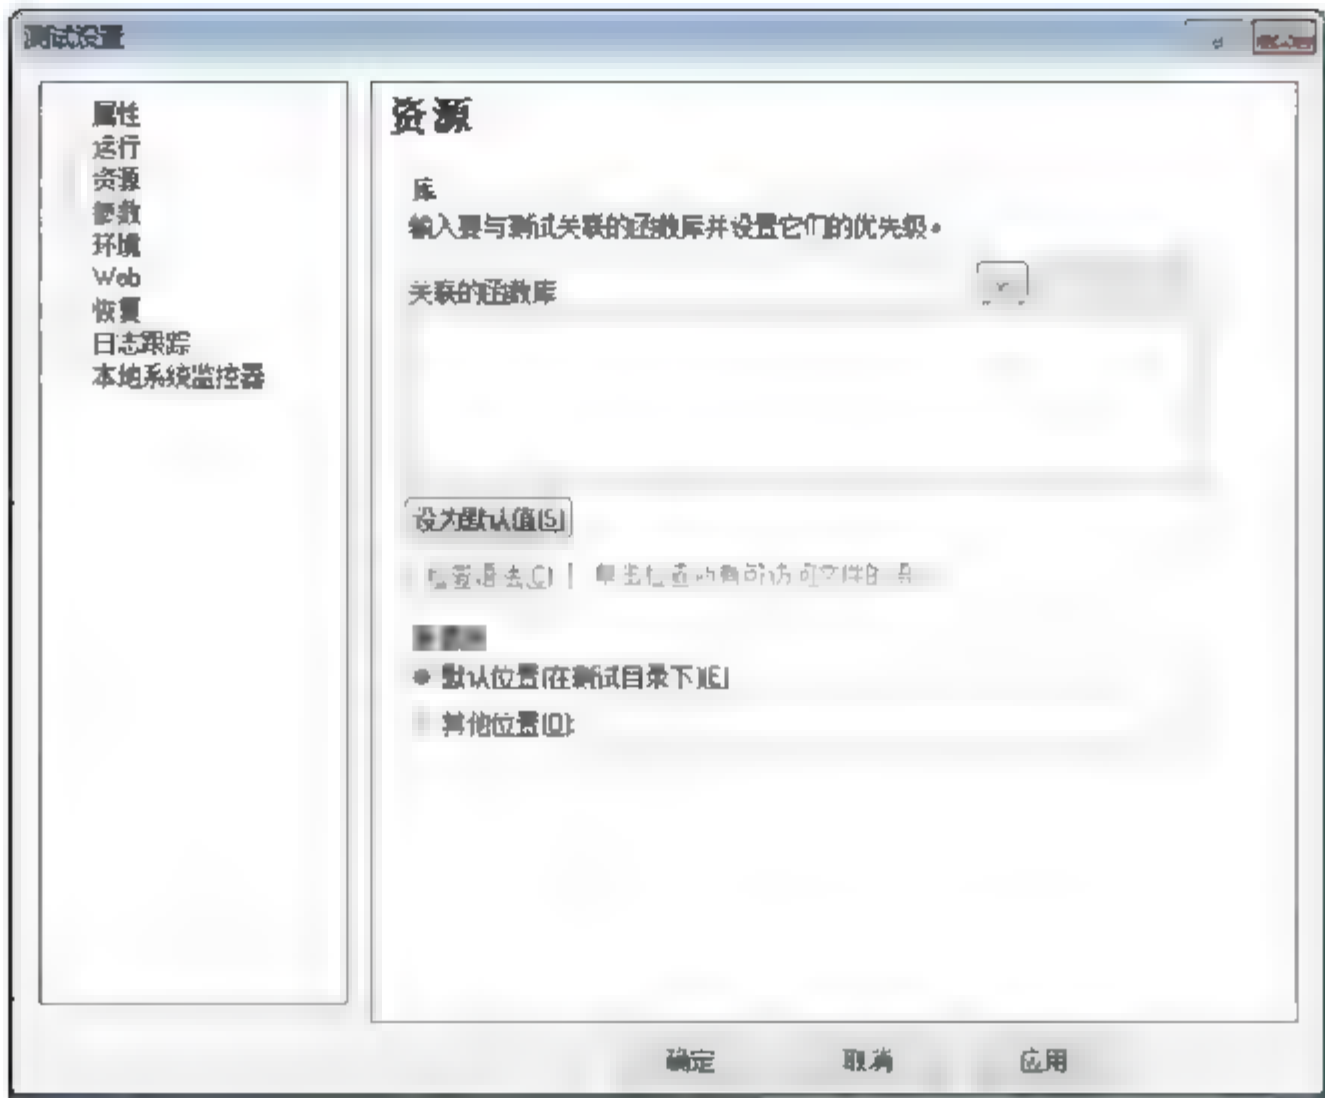 测试设置
属性
运行
资源
参数
环境
Web
恢复
日志跟踪
本地系统监控器
资源
库
输入要与测试关联的函数库并设置它们的优先级。
关联的函数库
设为默认值(S)
检查语法(C)
默认位置(在测试目录下)(E)
其他位置(O):
确定
取消
应用